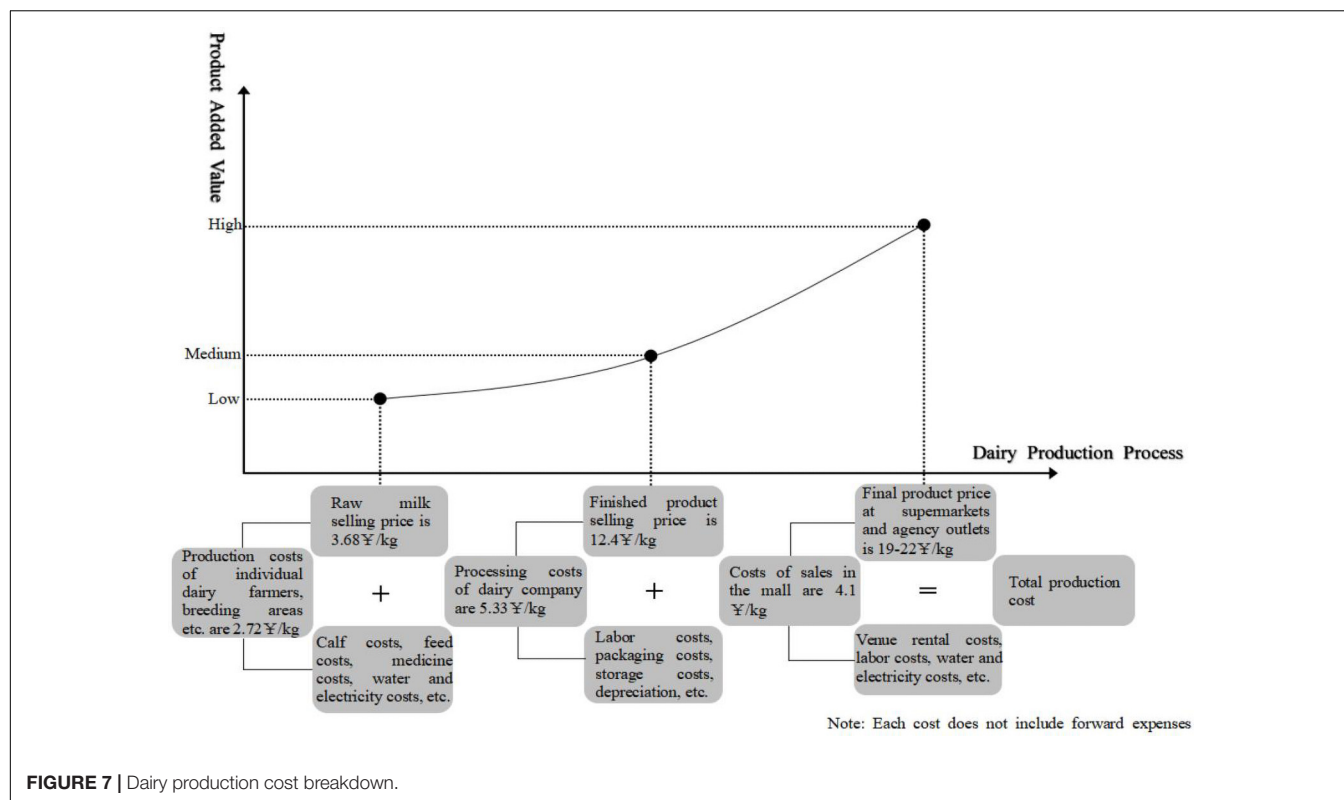 Product Added Value
High
Medium
Low
Dairy Production Process
Raw milk
selling price is
3.68¥/kg
Finished product
selling price is
12.4¥/kg
Final product price
at supermarkets
and agency outlets
is 19-22¥/kg
Production costs
of individual
dairy farmers,
breeding areas
etc. are 2.72¥/kg
+
Processing costs
of dairy company
are 5.33¥/kg
+
Costs of sales in
the mall are 4.1
¥/kg
=
Total production
cost
Calf costs, feed
costs, medicine
costs, water and
electricity costs, etc.
Labor costs,
packaging costs,
storage costs,
depreciation, etc.
Venue rental costs,
labor costs, water and
electricity costs, etc.
Note: Each cost does not include forward expenses
FIGURE 7 | Dairy production cost breakdown.